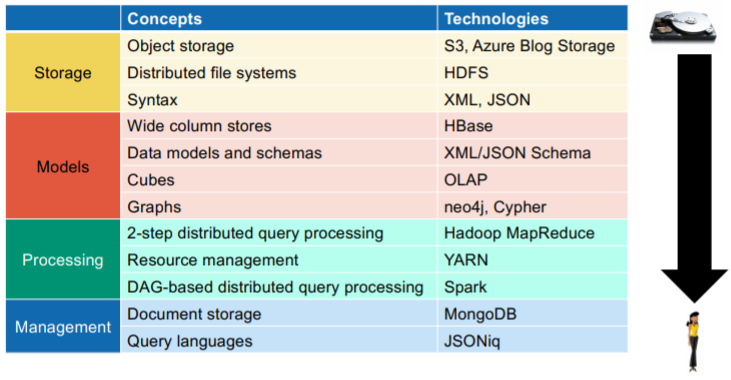 Concepts Technologies
Storage
Object storage S3, Azure Blog Storage
Distributed file systems HDFS
Syntax XML, JSON
Models
Wide column stores HBase
Data models and schemas XML/JSON Schema
Cubes OLAP
Graphs neo4j, Cypher
Processing
2-step distributed query processing Hadoop MapReduce
Resource management YARN
DAG-based distributed query processing Spark
Management
Document storage MongoDB
Query languages JSONiq